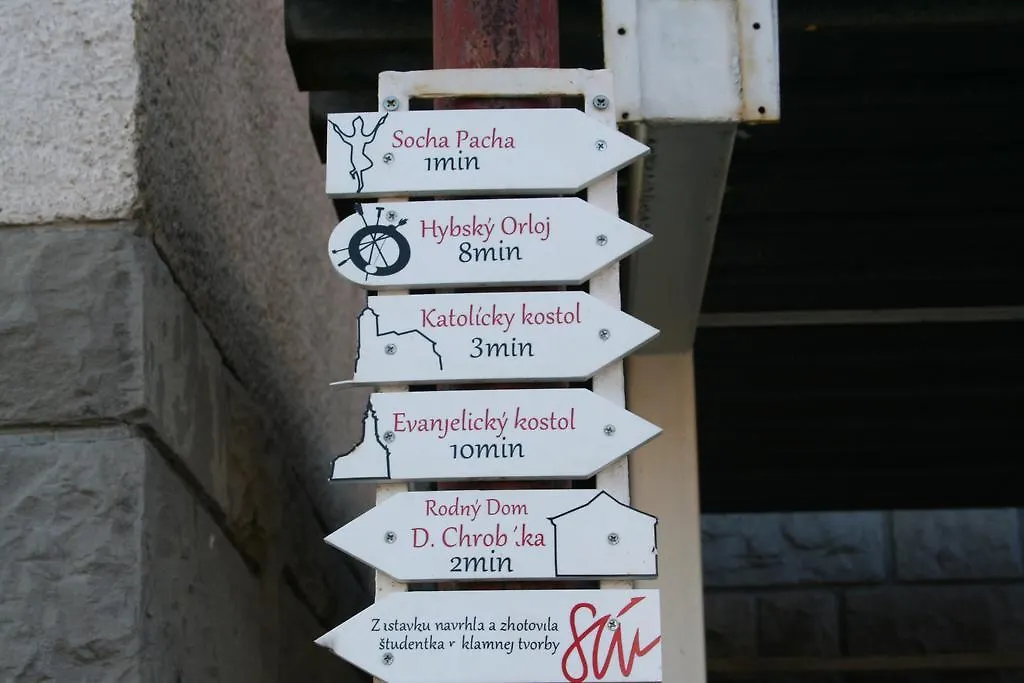 Socha Pacha
1min
Hybský Orloj
8min
Katolícky kostol
3min
Evanjelický kostol
10min
Rodný Dom
D. Chrob ́ka
2min
Z stavku navrhla a zhotovila
študentka r klamnej tvorby